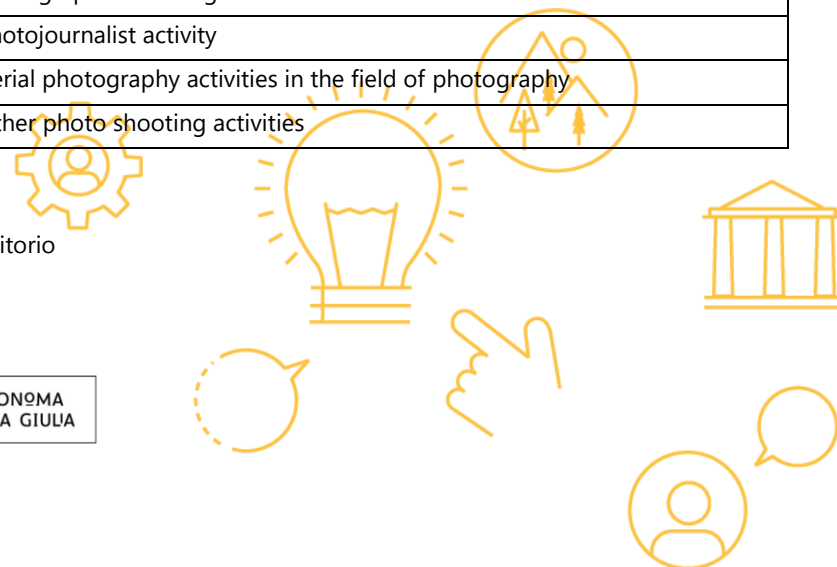 otojournalist activity
erial photography activities in the field of photography
ther photo shooting activities
itorio
ONOMA
A GIULIA